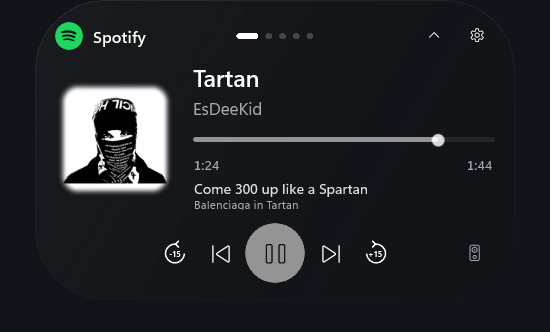 Spotify
Tartan
EsDeeKid
1:24
1:44
Come 300 up like a Spartan
Balenciaga in Tartan
-15
+15